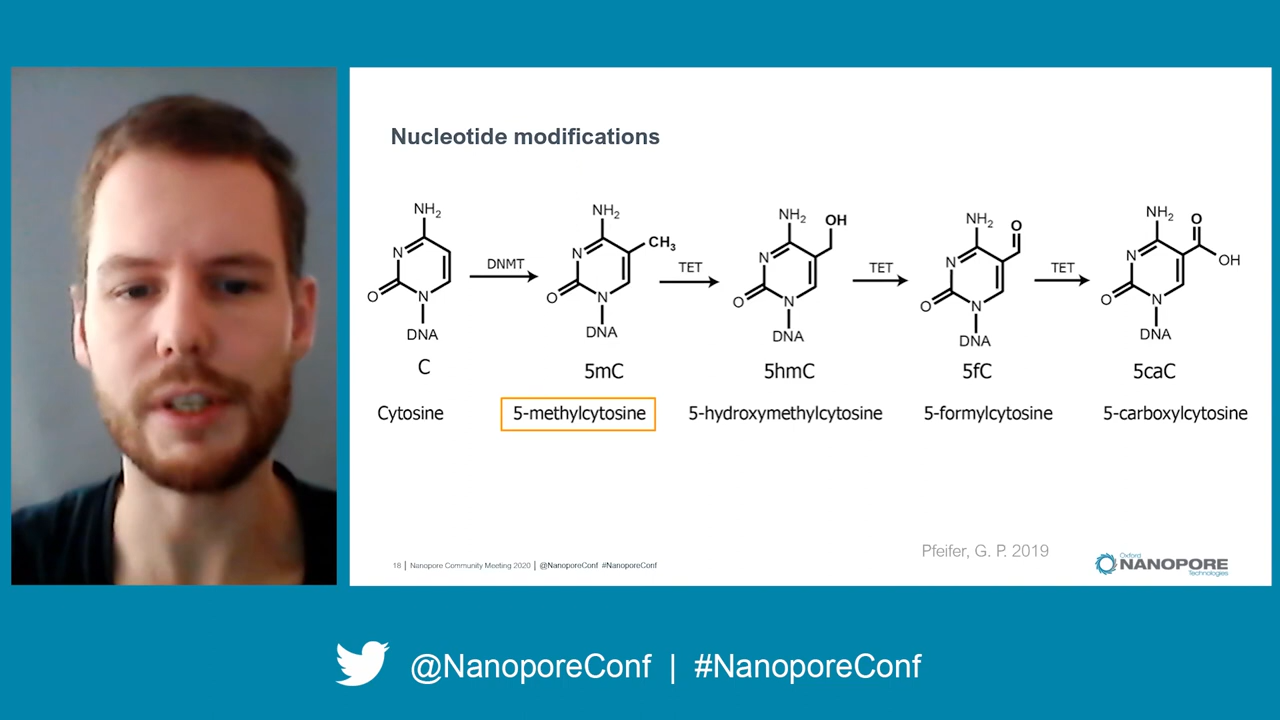 Nucleotide modifications
NH₂
N
O
N
DNA
C
Cytosine
DNMT
NH₂
CH₃
N
O
N
DNA
5mC
5-methylcytosine
TET
NH₂
OH
N
O
N
DNA
5hmC
5-hydroxymethylcytosine
TET
NH₂
O
N
O
N
DNA
5fC
5-formylcytosine
TET
NH₂
O
OH
N
O
N
DNA
5caC
5-carboxylcytosine
Pfeifer, G. P. 2019
18 | Nanopore Community Meeting 2020 | @NanoporeConf #NanoporeConf
Oxford
NANOPORE
Technologies
@NanoporeConf | #NanoporeConf